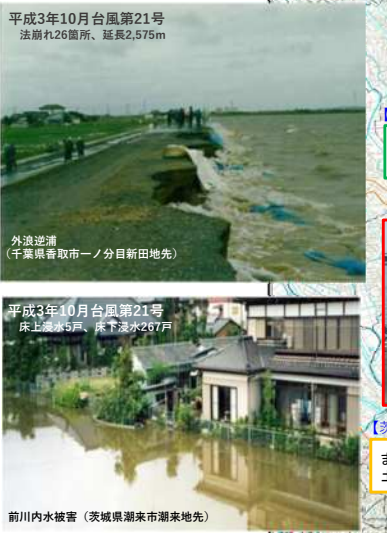 平成3年10月台風第21号
法崩れ26箇所、延長2,575m
外浪逆浦
（千葉県香取市一ノ分目新田地先）
平成3年10月台風第21号
床上浸水5戸、床下浸水267戸
前川内水被害（茨城県潮来市潮来地先）